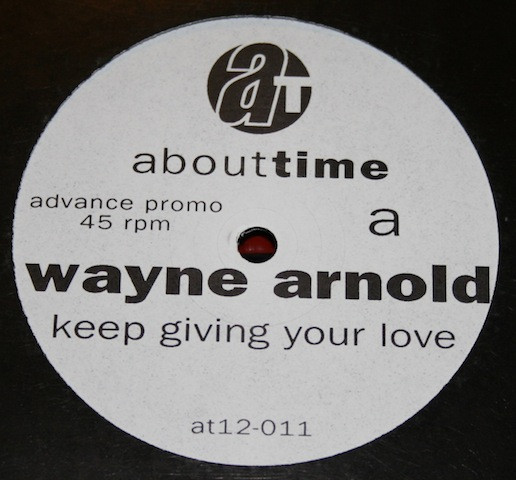 aT
abouttime
advance promo
45 rpm
a
wayne arnold
keep giving your love
at12-011